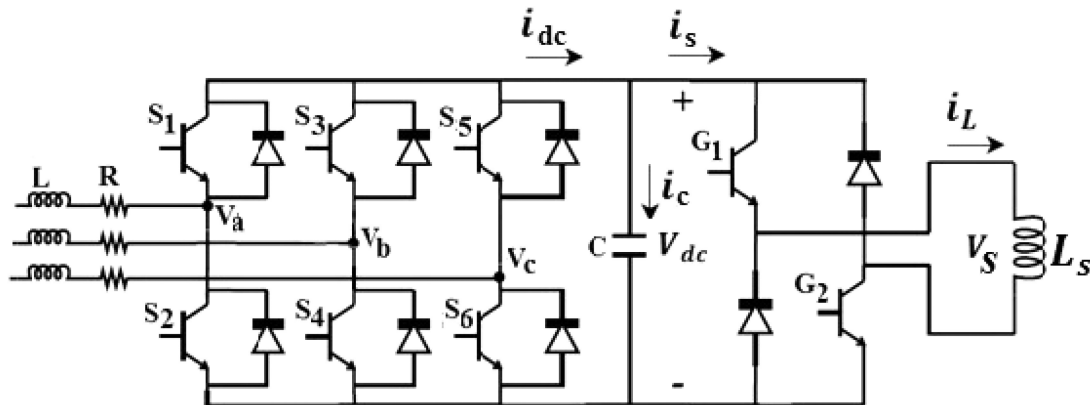 i_dc
i_s
S1
S3
S5
+
G1
i_L
L
R
Va
i_c
Vb
C
V_dc
V_s
L_s
Vc
S2
S4
S6
G2
-